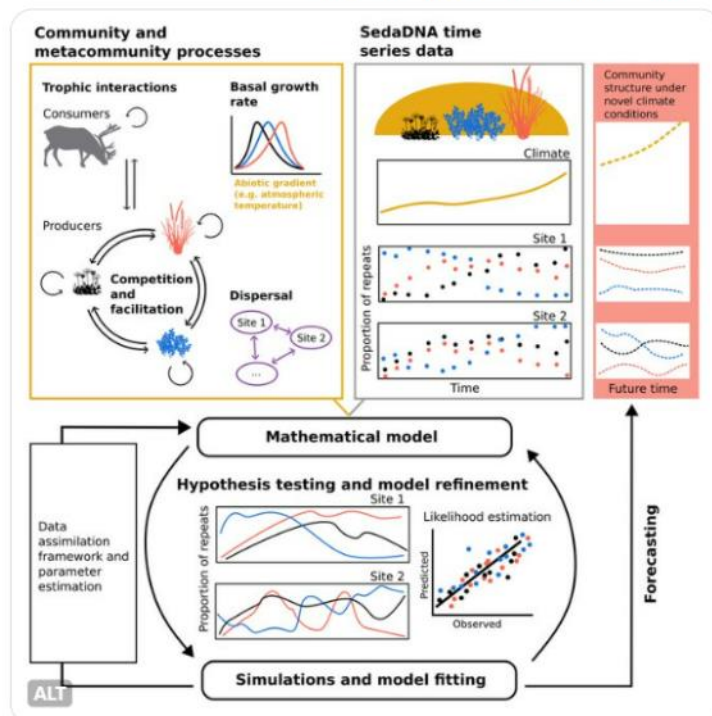 Community and
metacommunity processes
Trophic interactions
Consumers
Basal growth
rate
Abiotic gradient
(e.g. atmospheric
temperature)
Producers
Competition
and
facilitation
Dispersal
Site 1
Site 2
...
SedaDNA time
series data
Climate
Site 1
Site 2
Proportion of repeats
Time
Community
structure under
novel climate
conditions
Future time
Mathematical model
Hypothesis testing and model refinement
Site 1
Site 2
Proportion of repeats
Likelihood estimation
Predicted
Observed
Data
assimilation
framework and
parameter
estimation
Forecasting
Simulations and model fitting
ALT